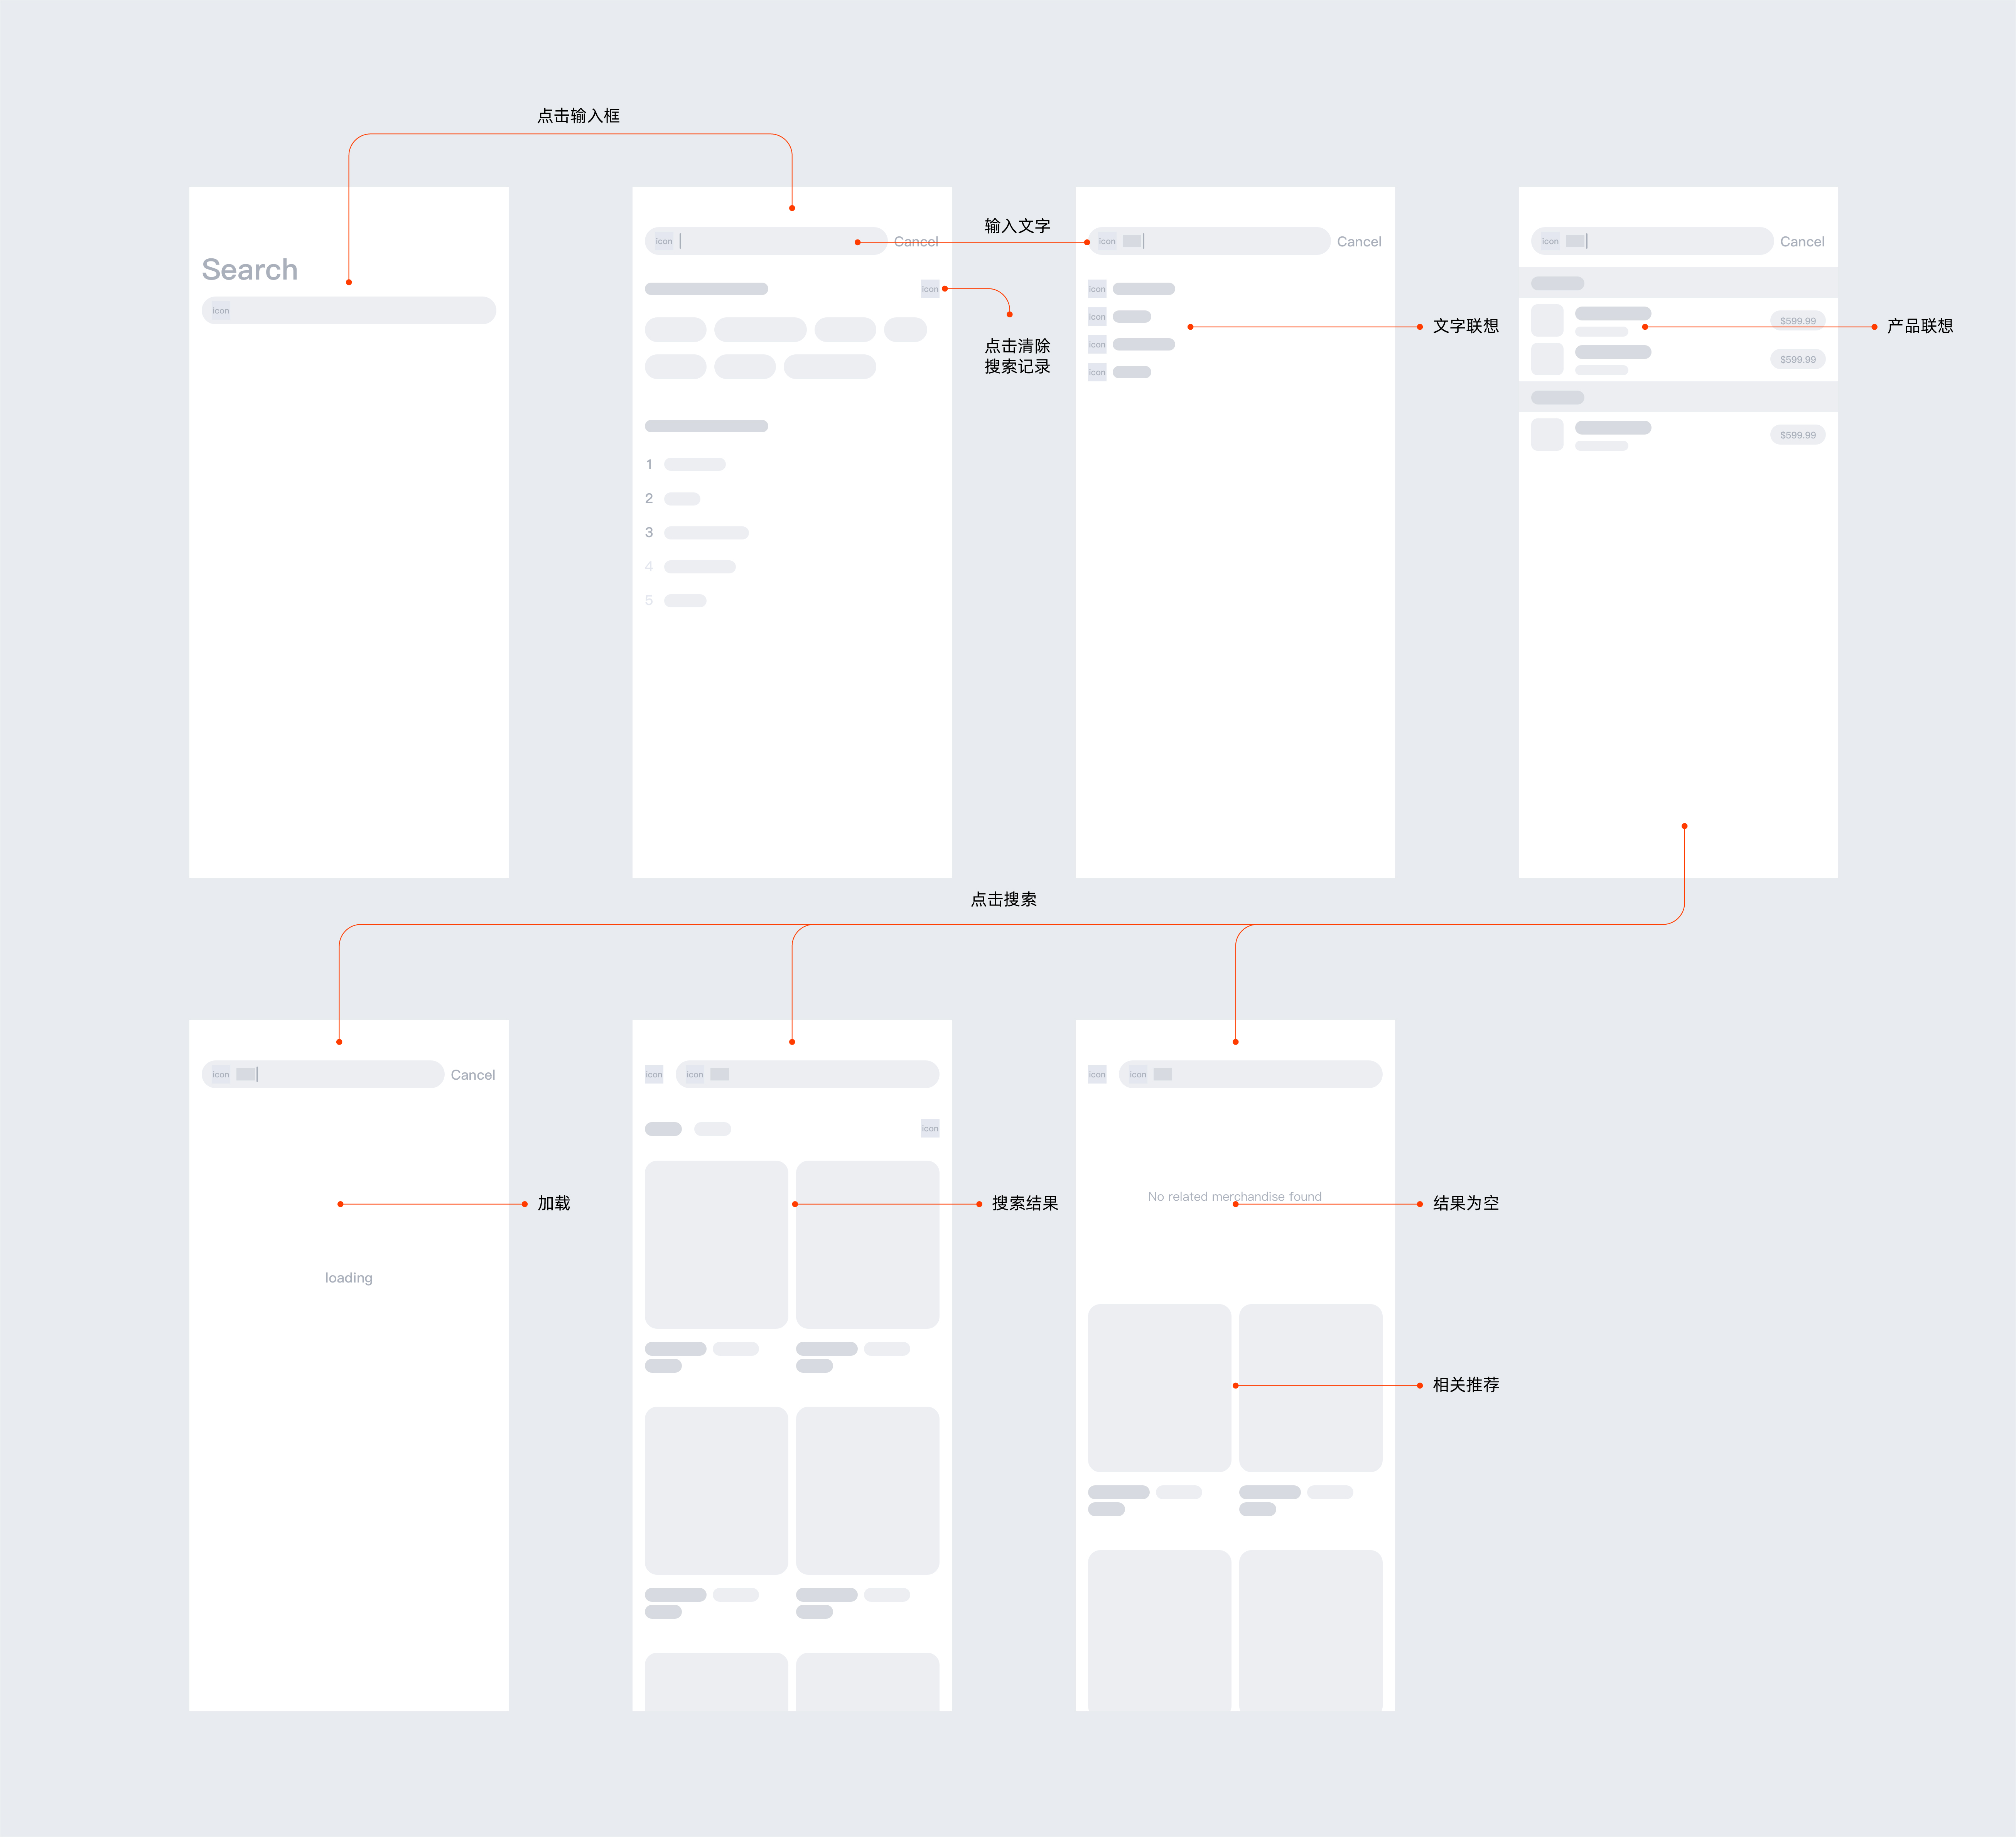 点击输入框
Search
icon
icon
Cancel
icon
1
2
3
4
5
输入文字
点击清除
搜索记录
icon
Cancel
icon
icon
icon
icon
文字联想
icon
Cancel
$599.99
$599.99
$599.99
产品联想
点击搜索
icon
Cancel
loading
加载
icon
icon
icon
搜索结果
icon
icon
No related merchandise found
结果为空
相关推荐